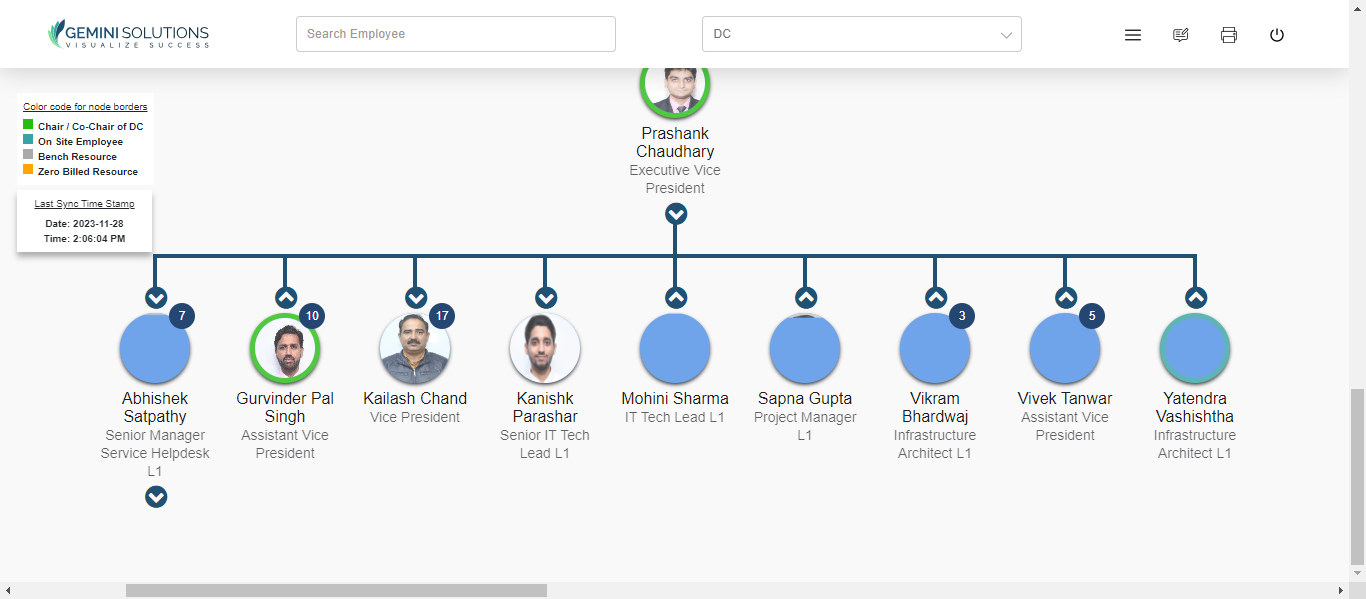 GEMINI SOLUTIONS
VISUALIZE SUCCESS
Search Employee
DC
Color code for node borders
Chair / Co-Chair of DC
On Site Employee
Bench Resource
Zero Billed Resource
Last Sync Time Stamp
Date: 2023-11-28
Time: 2:06:04 PM
Prashank
Chaudhary
Executive Vice
President
7
Abhishek
Satpathy
Senior Manager
Service Helpdesk
L1
10
Gurvinder Pal
Singh
Assistant Vice
President
17
Kailash Chand
Vice President
Kanishk
Parashar
Senior IT Tech
Lead L1
Mohini Sharma
IT Tech Lead L1
Sapna Gupta
Project Manager
L1
3
Vikram
Bhardwaj
Infrastructure
Architect L1
5
Vivek Tanwar
Assistant Vice
President
Yatendra
Vashishtha
Infrastructure
Architect L1